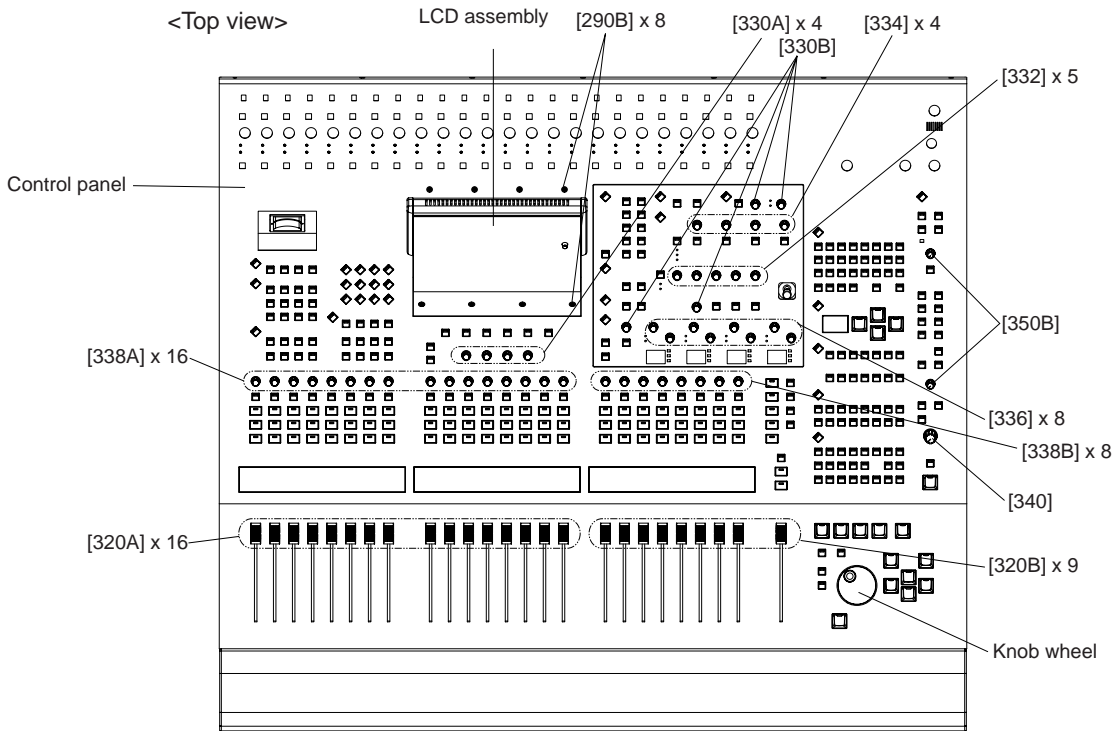 <Top view>
LCD assembly
[290B] x 8
[330A] x 4
[330B]
[334] x 4
[332] x 5
Control panel
[350B]
[338A] x 16
[336] x 8
[338B] x 8
[340]
[320A] x 16
[320B] x 9
Knob wheel